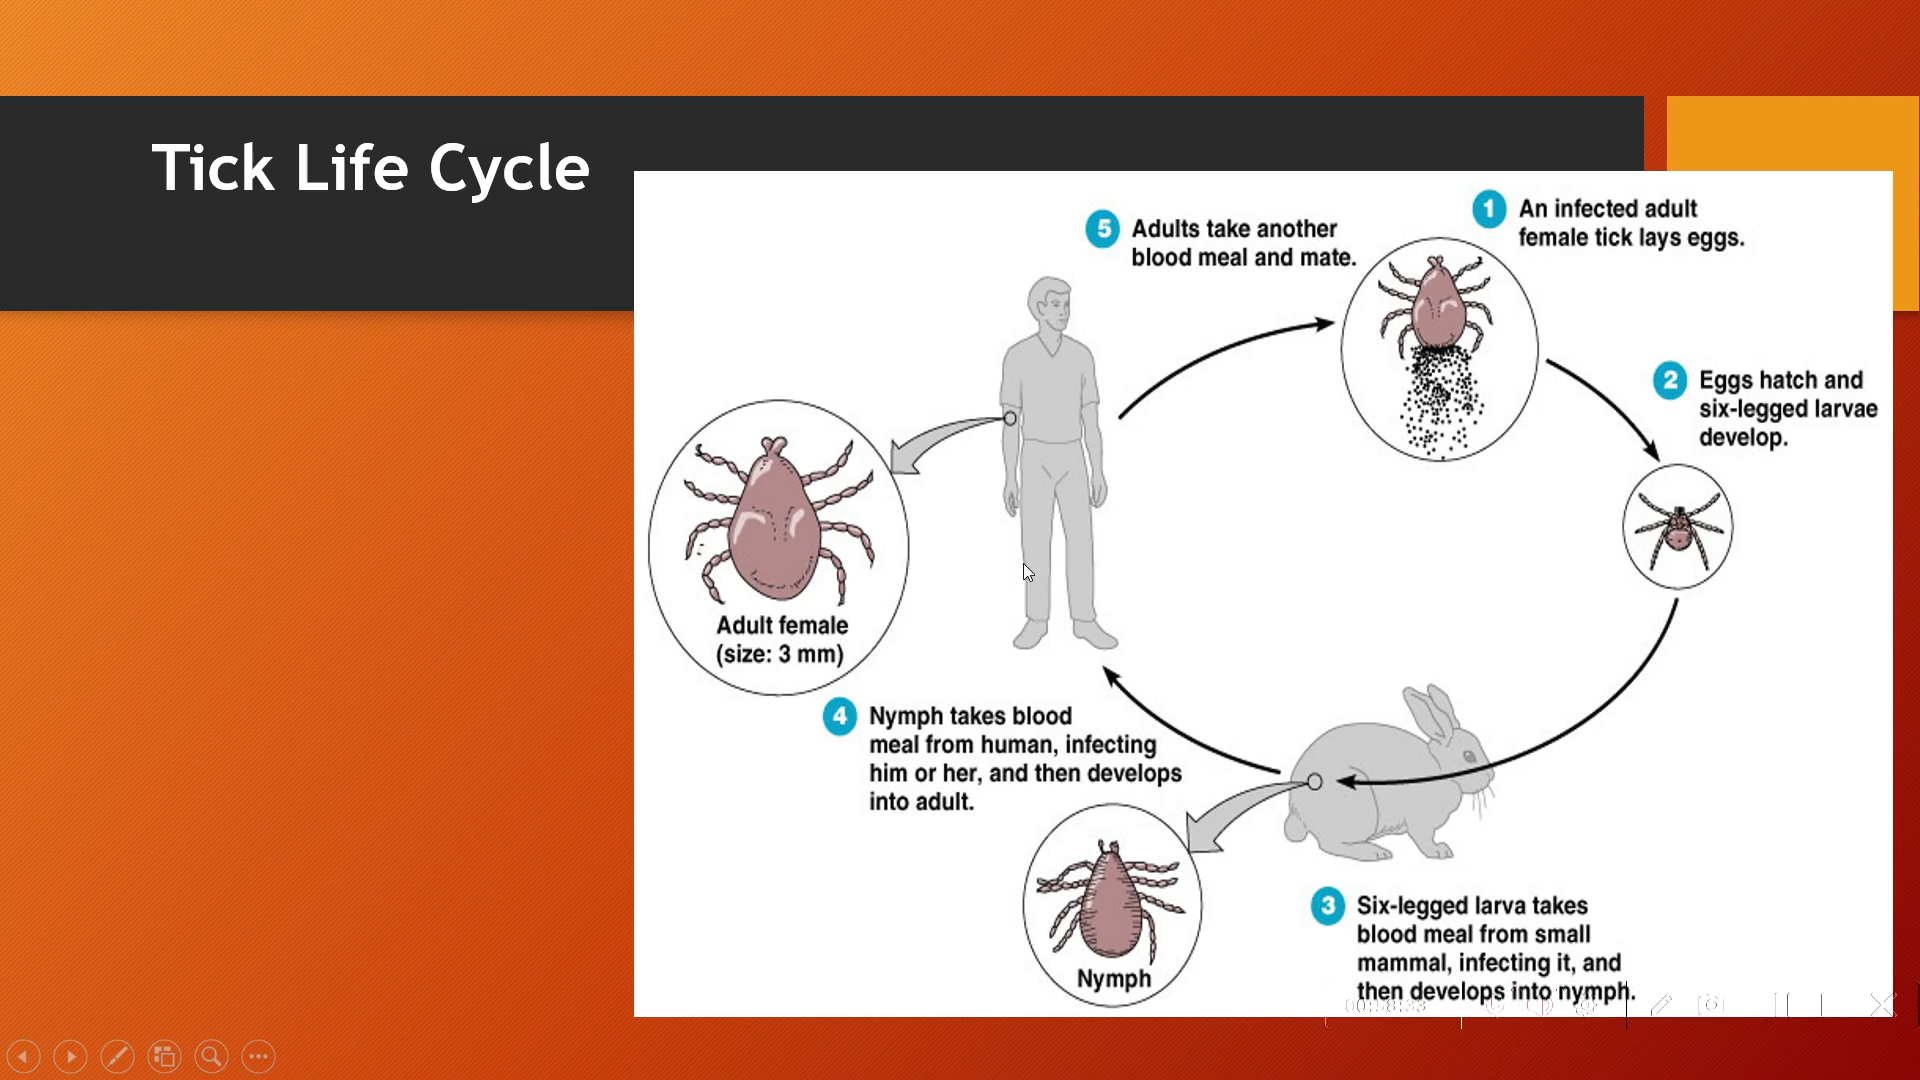 Tick Life Cycle
1 An infected adult
female tick lays eggs.
2 Eggs hatch and
six-legged larvae
develop.
3 Six-legged larva takes
blood meal from small
mammal, infecting it, and
then develops into nymph.
Nymph
4 Nymph takes blood
meal from human, infecting
him or her, and then develops
into adult.
Adult female
(size: 3 mm)
5 Adults take another
blood meal and mate.